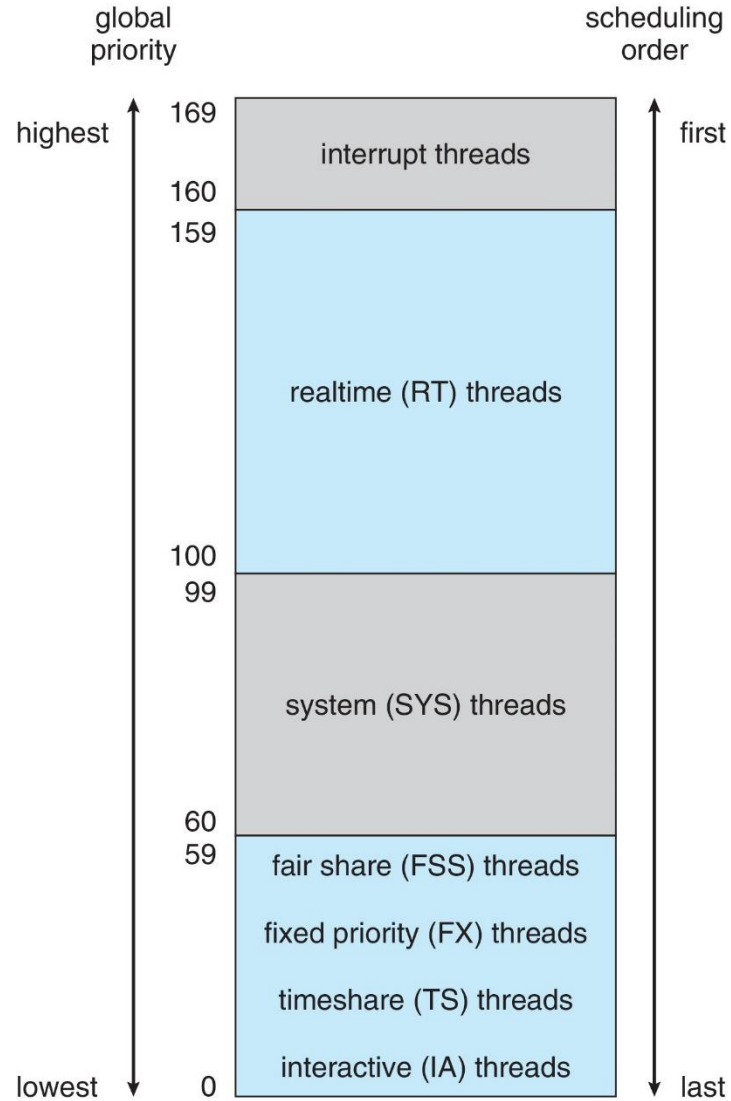 global
priority
scheduling
order
highest
169
interrupt threads
first
160
159
realtime (RT) threads
100
99
system (SYS) threads
60
59
fair share (FSS) threads
fixed priority (FX) threads
timeshare (TS) threads
interactive (IA) threads
lowest
0
last